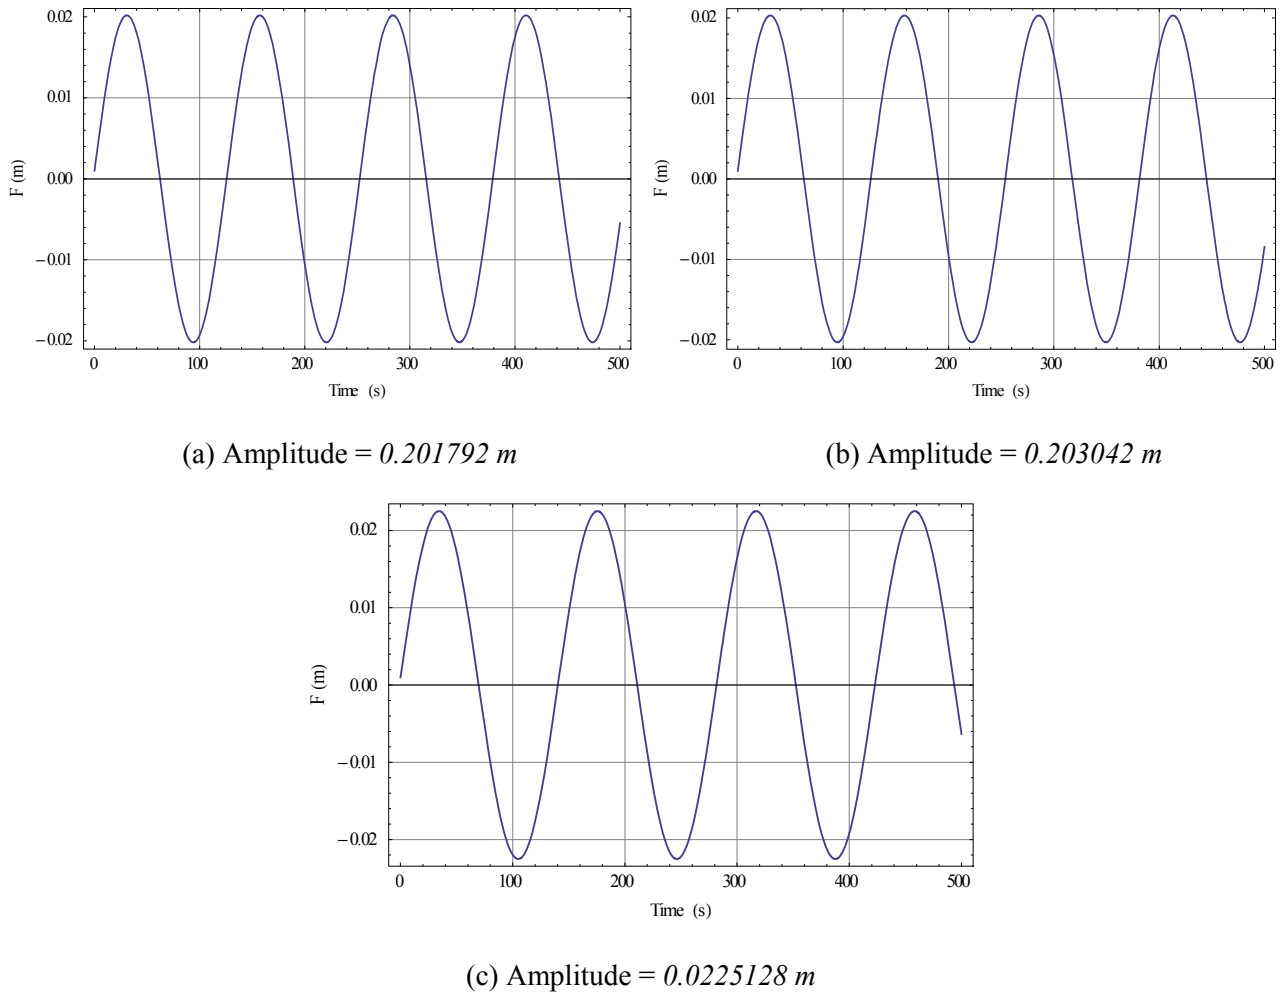 0.02
0.01
0.00
−0.01
−0.02
F (m)
0 100 200 300 400 500
Time (s)
(a) Amplitude = 0.201792 m
0.02
0.01
0.00
−0.01
−0.02
F (m)
0 100 200 300 400 500
Time (s)
(b) Amplitude = 0.203042 m
0.02
0.01
0.00
−0.01
−0.02
F (m)
0 100 200 300 400 500
Time (s)
(c) Amplitude = 0.0225128 m